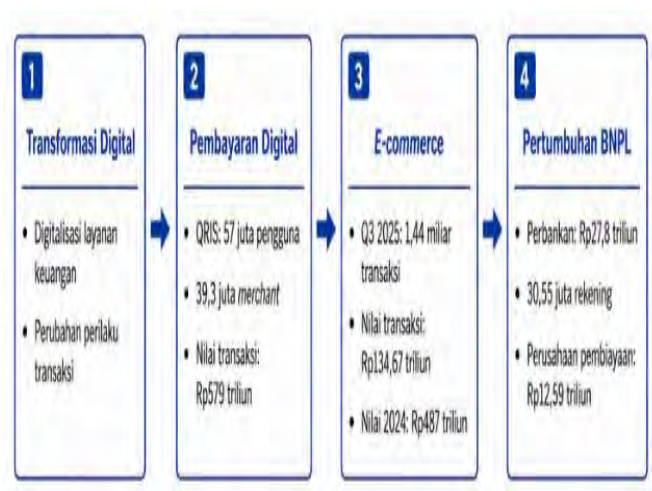 1
Transformasi Digital
• Digitalisasi layanan
keuangan
• Perubahan perilaku
transaksi
2
Pembayaran Digital
• QRIS: 57 juta pengguna
• 39,3 juta merchant
• Nilai transaksi:
Rp579 triliun
3
E-commerce
• Q3 2025: 1,44 miliar
transaksi
• Nilai transaksi:
Rp134,67 triliun
• Nilai 2024: Rp487 triliun
4
Pertumbuhan BNPL
• Perbankan: Rp27,8 triliun
• 30,55 juta rekening
• Perusahaan pembiayaan:
Rp12,59 triliun